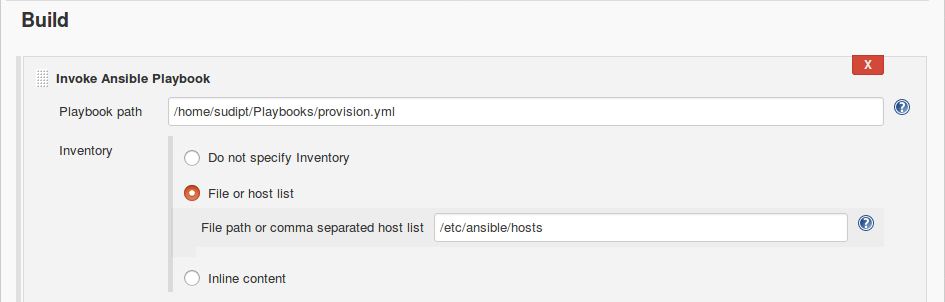 Build
X
Invoke Ansible Playbook
Playbook path /home/sudipt/Playbooks/provision.yml ?
Inventory
Do not specify Inventory
File or host list
File path or comma separated host list /etc/ansible/hosts ?
Inline content